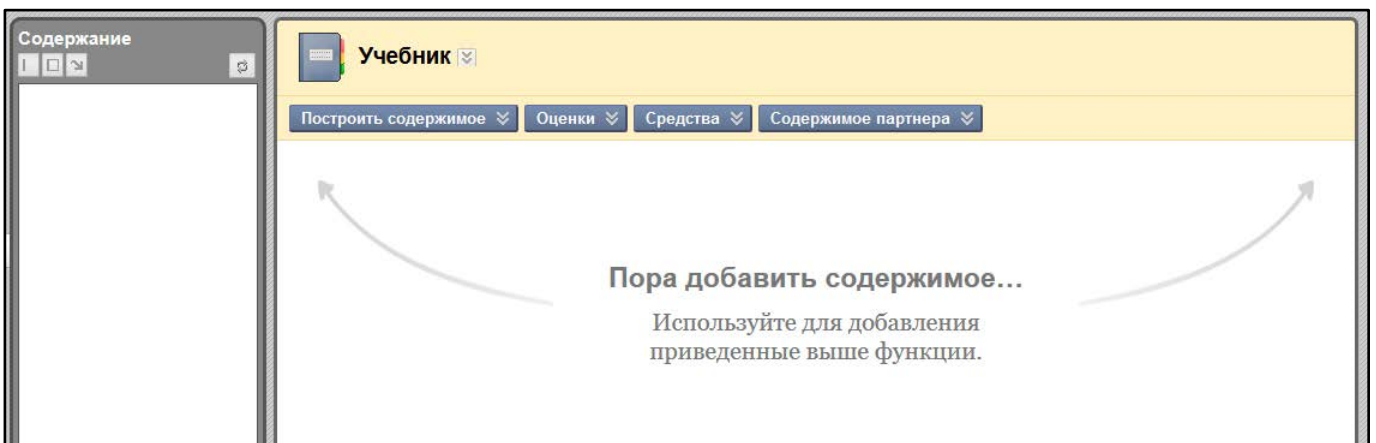 Содержание
Учебник
Построить содержимое
Оценки
Средства
Содержимое партнера
Пора добавить содержимое...
Используйте для добавления
приведенные выше функции.